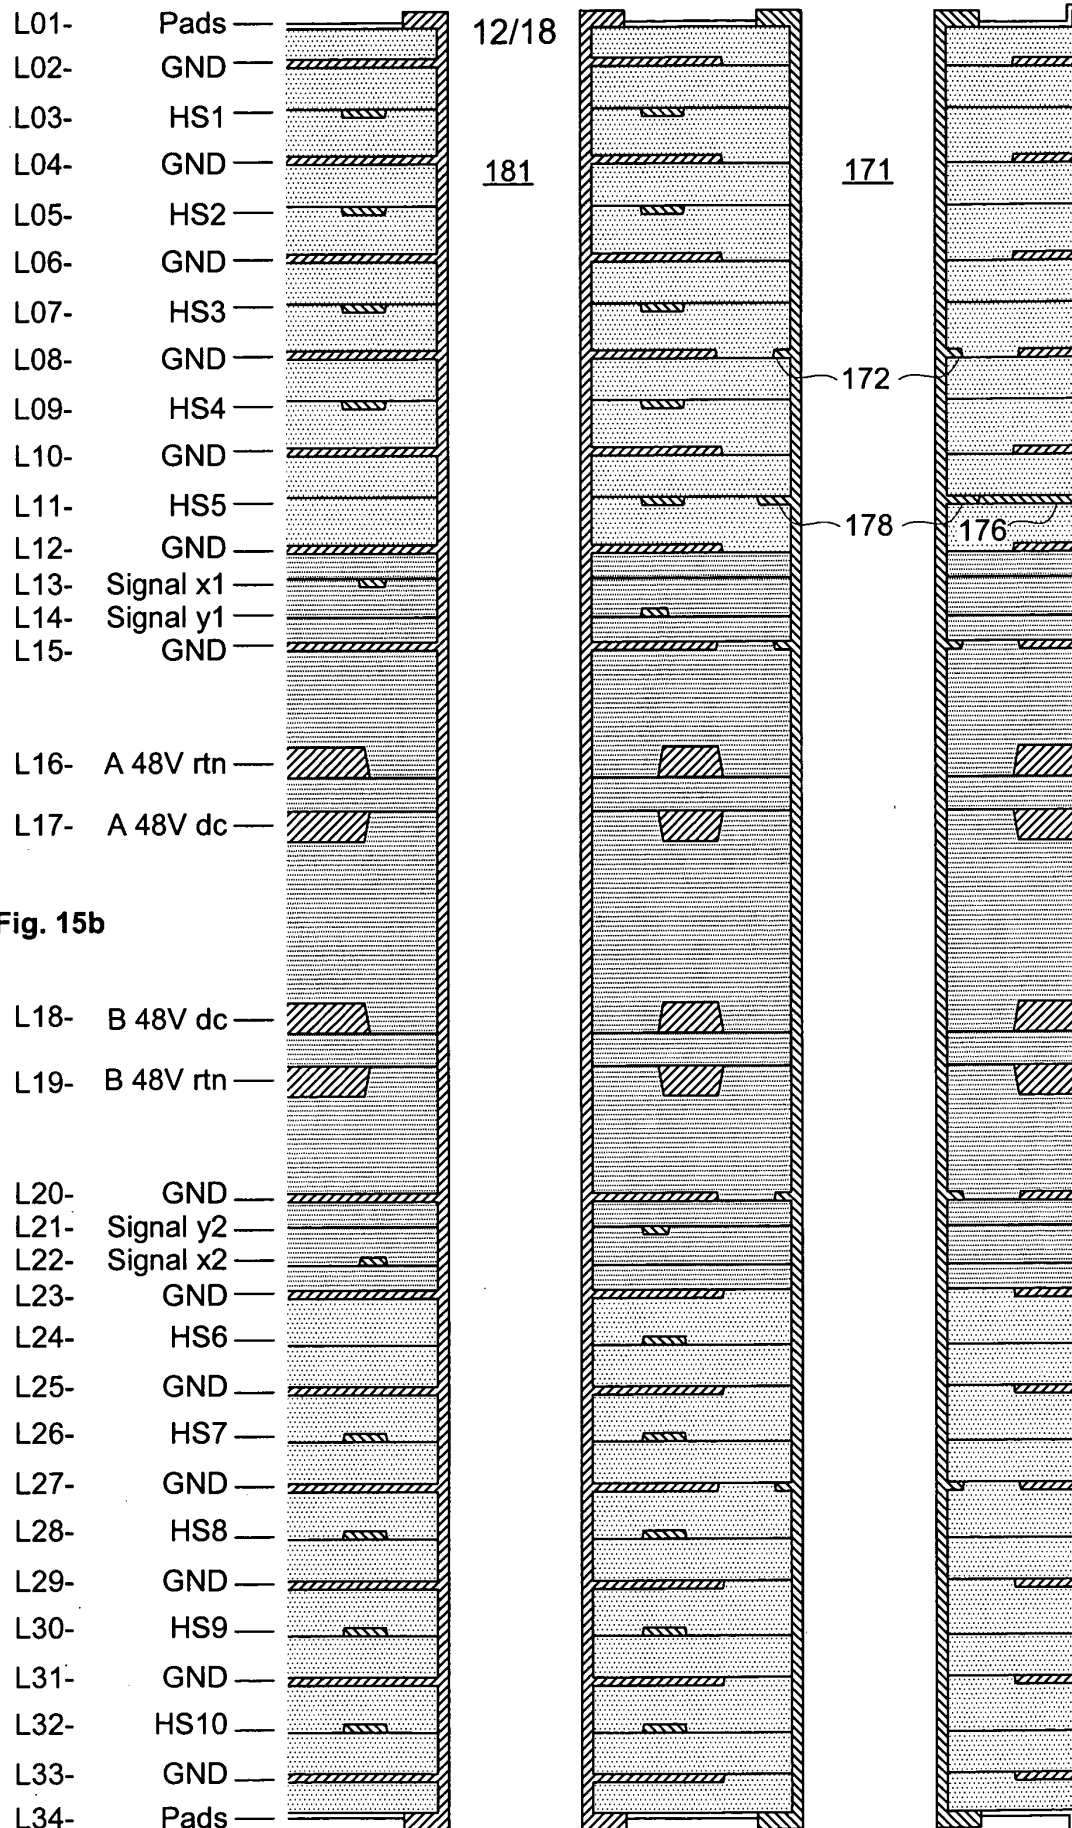 L01- Pads
12/18
L02- GND
L03- HS1
L04- GND
181
171
L05- HS2
L06- GND
L07- HS3
L08- GND
172
L09- HS4
L10- GND
L11- HS5
178
176
L12- GND
L13- Signal x1
L14- Signal y1
L15- GND
L16- A 48V rtn
L17- A 48V dc
Fig. 15b
L18- B 48V dc
L19- B 48V rtn
L20- GND
L21- Signal y2
L22- Signal x2
L23- GND
L24- HS6
L25- GND
L26- HS7
L27- GND
L28- HS8
L29- GND
L30- HS9
L31- GND
L32- HS10
L33- GND
L34- Pads